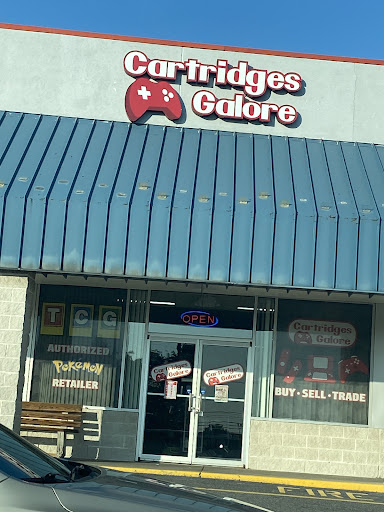 Cartridges
Galore
OPEN
TCG
AUTHORIZED
POKéMON
RETAILER
Cartridges
Galore
Cartridges
Galore
Cartridges
Galore
BUY • SELL • TRADE
FIRE